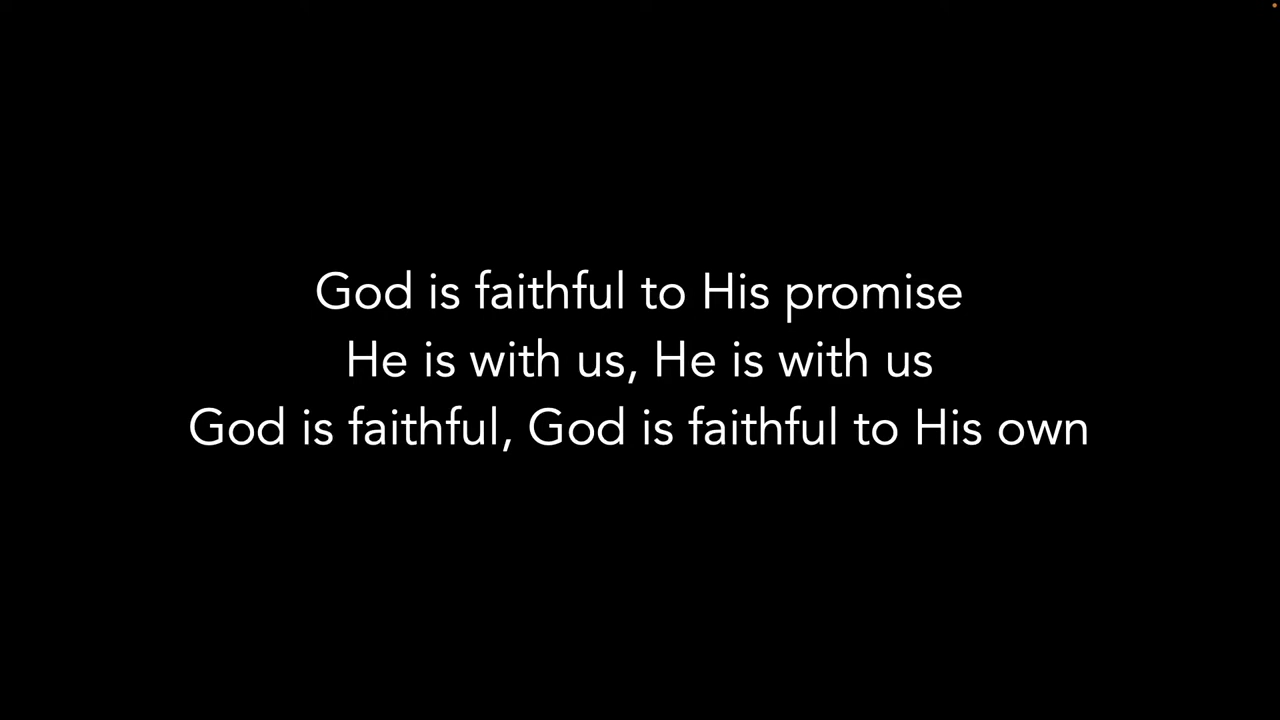 God is faithful to His promise
He is with us, He is with us
God is faithful, God is faithful to His own